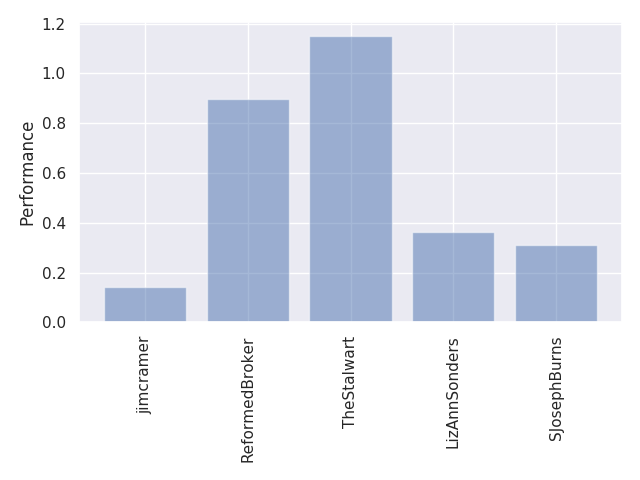 1.2
1.0
0.8
0.6
0.4
0.2
0.0
Performance
jimcramer
ReformedBroker
TheStalwart
LizAnnSonders
SJosephBurns